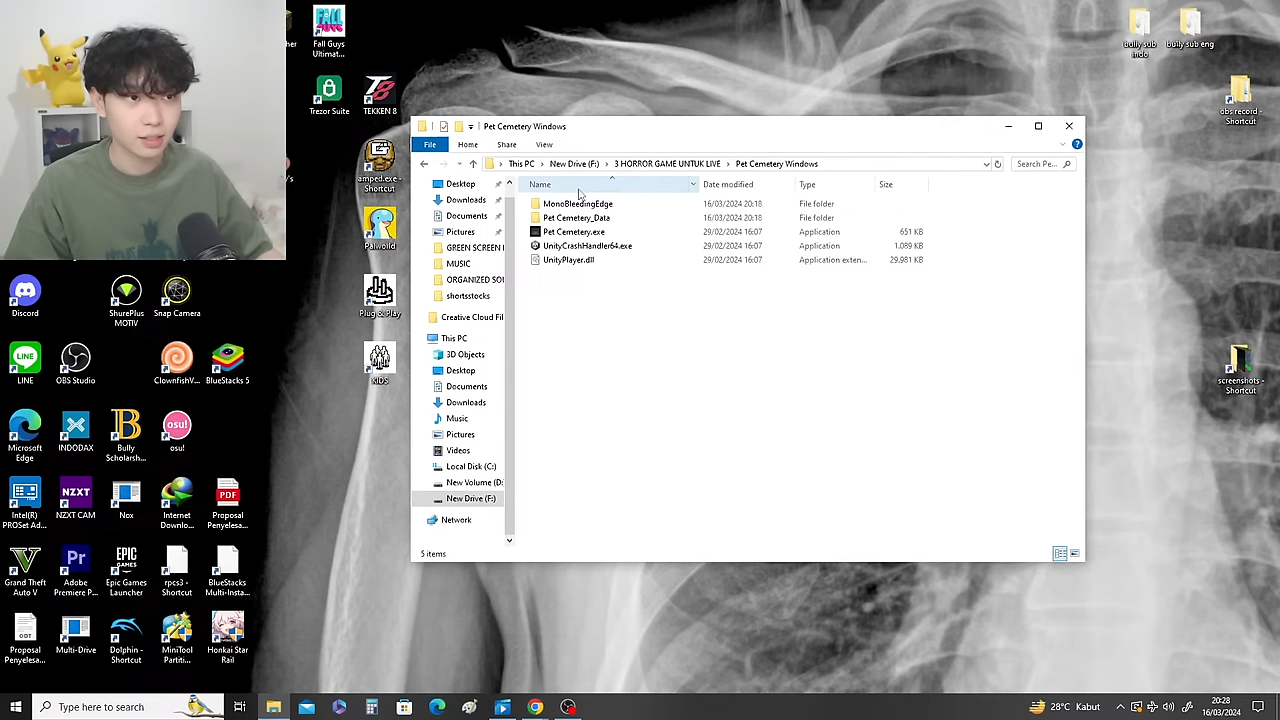 Fall Guys
Ultimat...
Trezor Suite
TEKKEN 8
amped.exe -
Shortcut
Palworld
Plug & Play
KIDS
Discord
ShurePlus
MOTIV
Snap Camera
LINE
OBS Studio
ClownfishV...
BlueStacks 5
Microsoft
Edge
INDODAX
Bully
Scholarsh...
osu!
osu!
Intel(R)
PROSet Ad...
NZXT
NZXT CAM
Nox
Internet
Downlo...
PDF
Proposal
Penyelesa...
Grand Theft
Auto V
Pr
Adobe
Premiere P...
EPIC
GAMES
Epic Games
Launcher
rpcs3 -
Shortcut
BlueStacks
Multi-Insta...
ODT
Proposal
Penyelesa...
Multi-Drive
Dolphin -
Shortcut
MiniTool
Partiti...
Honkai Star
Rail
bully sub
indo
bully sub eng
obs record -
Shortcut
screenshots -
Shortcut
Pet Cemetery Windows
File
Home
Share
View
This PC > New Drive (F:) > 3 HORROR GAME UNTUK LIVE > Pet Cemetery Windows
Search Pe...
Desktop
Downloads
Documents
Pictures
GREEN SCREEN
MUSIC
ORGANIZED SO
shortsstocks
Creative Cloud Fil
This PC
3D Objects
Desktop
Documents
Downloads
Music
Pictures
Videos
Local Disk (C:)
New Volume (D:
New Drive (F:)
Network
Name Date modified Type Size
MonoBleedingEdge 16/03/2024 20:18 File folder
Pet Cemetery_Data 16/03/2024 20:18 File folder
Pet Cemetery.exe 29/02/2024 16:07 Application 651 KB
UnityCrashHandler64.exe 29/02/2024 16:07 Application 1,089 KB
UnityPlayer.dll 29/02/2024 16:07 Application exten... 29,981 KB
5 items
Type here to search
28°C Kabut
20:28
16/03/2024